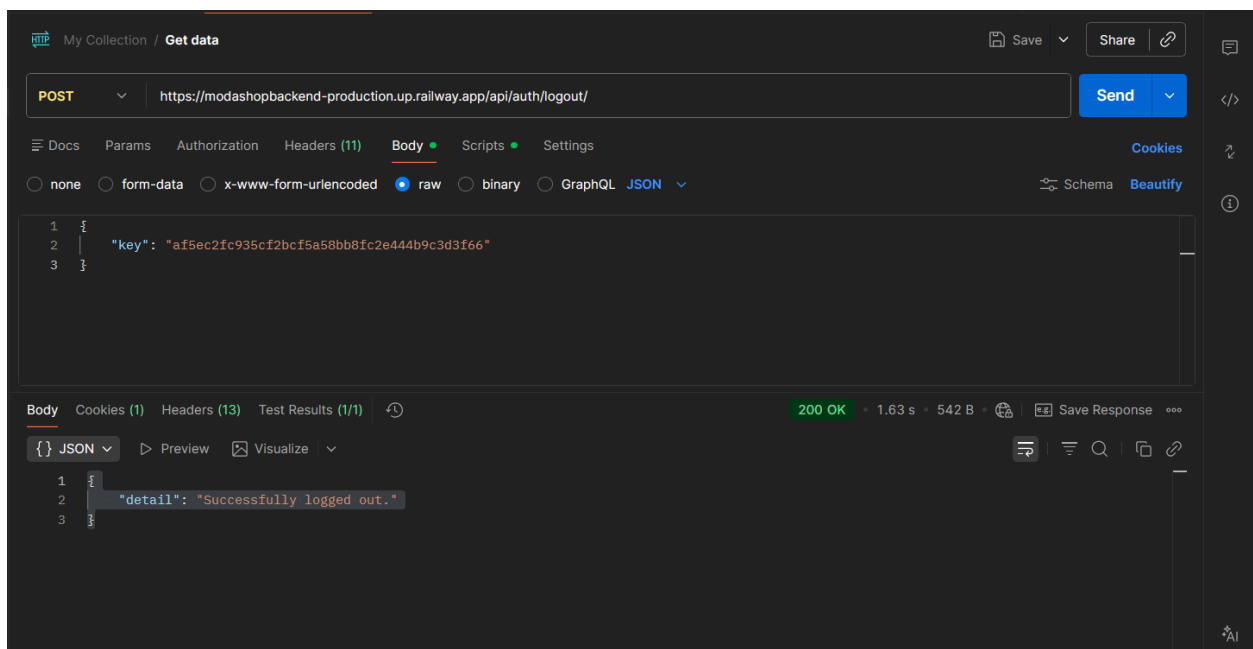 HTTP My Collection / Get data Save Share
POST https://modashopbackend-production.up.railway.app/api/auth/logout/ Send
Docs Params Authorization Headers (11) Body Scripts Settings Cookies
none form-data x-www-form-urlencoded raw binary GraphQL JSON Schema Beautify
1 {
2 "key": "af5ec2fc935cf2bcf5a58bb8fc2e444b9c3d3f66"
3 }
Body Cookies (1) Headers (13) Test Results (1/1) 200 OK • 1.63 s • 542 B • e.g. Save Response
{} JSON Preview Visualize
1 {
2 "detail": "Successfully logged out."
3 }
AI